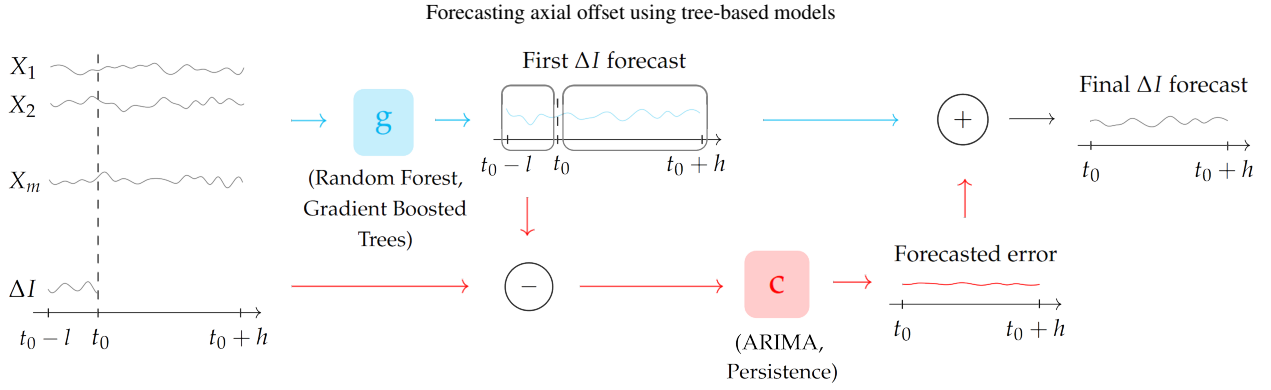 Forecasting axial offset using tree-based models
X₁
X₂
Xₘ
ΔI
t₀ − l
t₀
t₀ + h
g
(Random Forest,
Gradient Boosted
Trees)
First ΔI forecast
t₀ − l
t₀
t₀ + h
−
c
(ARIMA,
Persistence)
Forecasted error
t₀
t₀ + h
+
Final ΔI forecast
t₀
t₀ + h